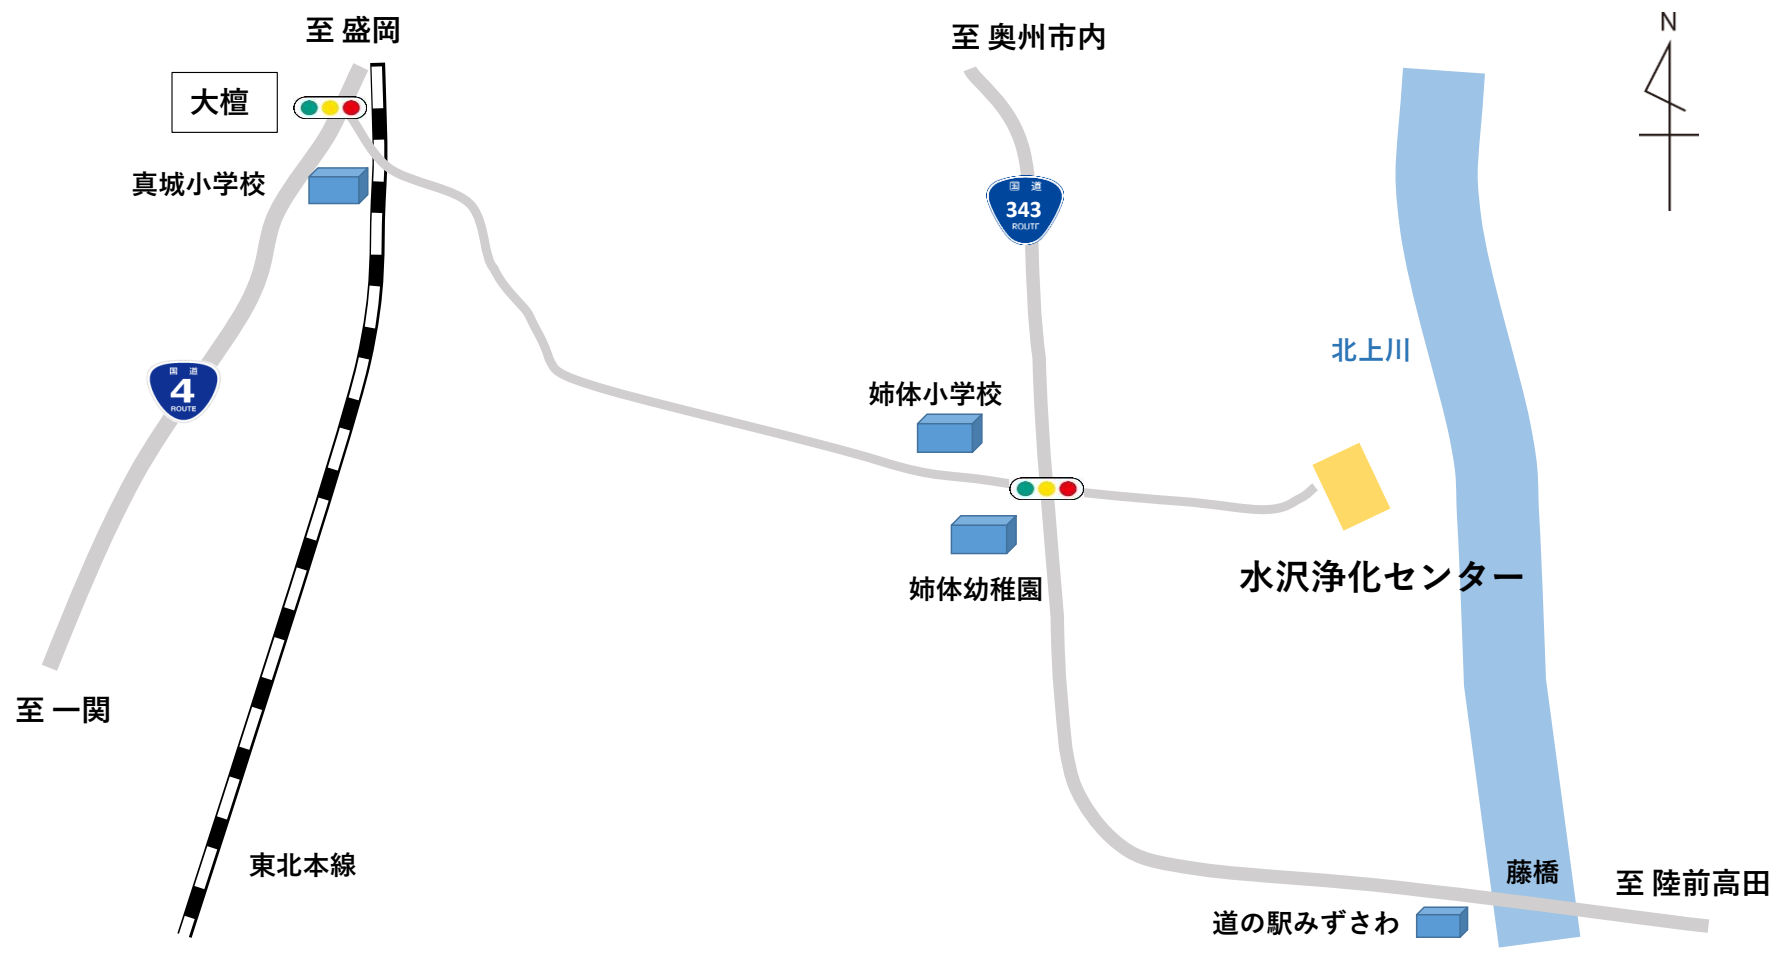 至 盛岡
至 奥州市内
N
大檀
真城小学校
国 道
343
ROUTE
北上川
国 道
4
ROUTE
姉体小学校
姉体幼稚園
水沢浄化センター
至 一関
東北本線
藤橋
至 陸前高田
道の駅みずさわ